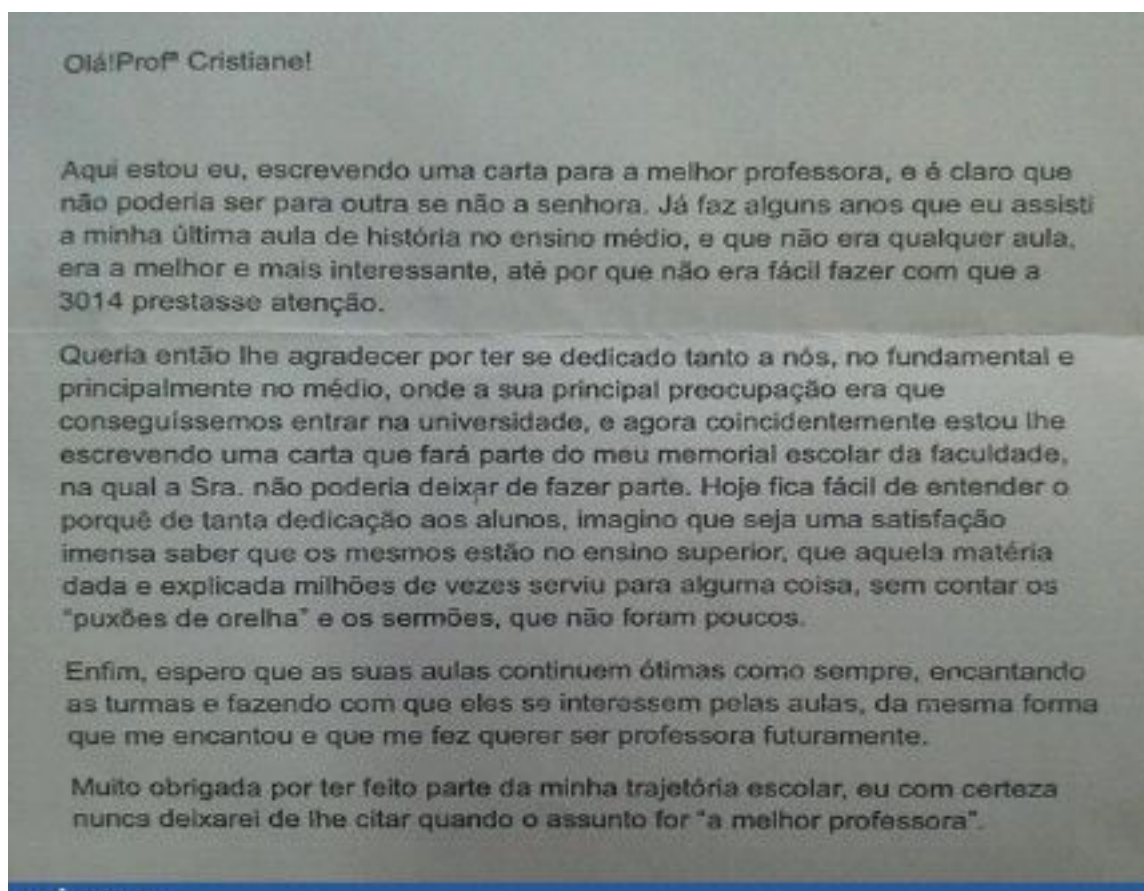 Olá!Profª Cristiane!
Aqui estou eu, escrevendo uma carta para a melhor professora, e é claro que
não poderia ser para outra se não a senhora. Já faz alguns anos que eu assisti
a minha última aula de história no ensino médio, e que não era qualquer aula,
era a melhor e mais interessante, até por que não era fácil fazer com que a
3014 prestasse atenção.
Queria então lhe agradecer por ter se dedicado tanto a nós, no fundamental e
principalmente no médio, onde a sua principal preocupação era que
conseguíssemos entrar na universidade, e agora coincidentemente estou lhe
escrevendo uma carta que fará parte do meu memorial escolar da faculdade,
na qual a Sra. não poderia deixar de fazer parte. Hoje fica fácil de entender o
porquê de tanta dedicação aos alunos, imagino que seja uma satisfação
imensa saber que os mesmos estão no ensino superior, que aquela matéria
dada e explicada milhões de vezes serviu para alguma coisa, sem contar os
"puxões de orelha" e os sermões, que não foram poucos.
Enfim, espero que as suas aulas continuem ótimas como sempre, encantando
as turmas e fazendo com que eles se interessem pelas aulas, da mesma forma
que me encantou e que me fez querer ser professora futuramente.
Muito obrigada por ter feito parte da minha trajetória escolar, eu com certeza
nunca deixarei de lhe citar quando o assunto for "a melhor professora".